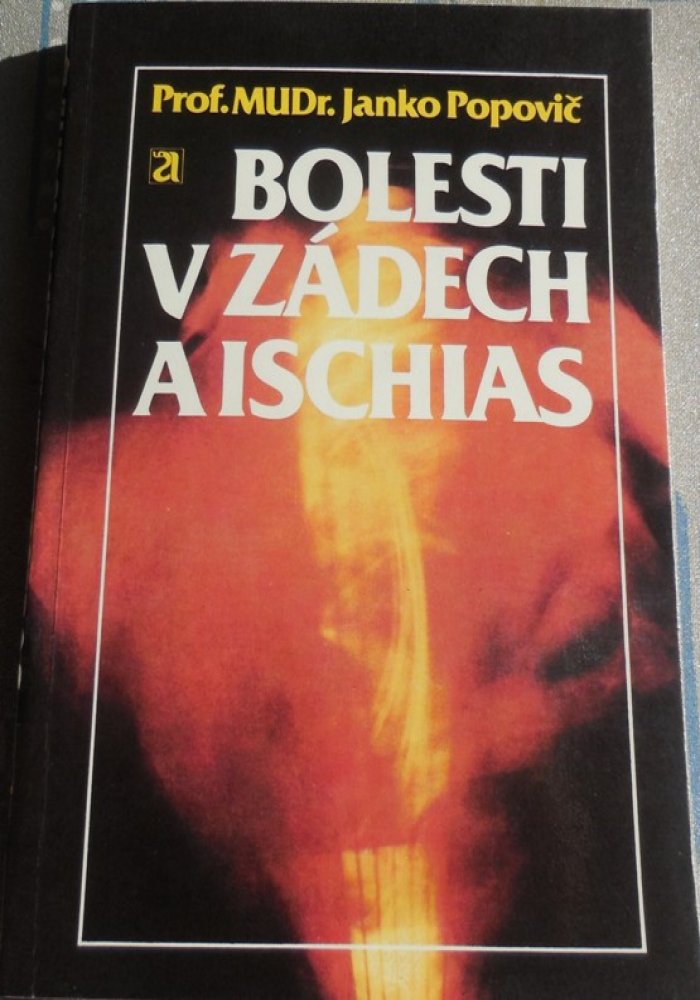 Prof. MUDr. Janko Popovič
BOLESTI
V ZÁDECH
A ISCHIAS